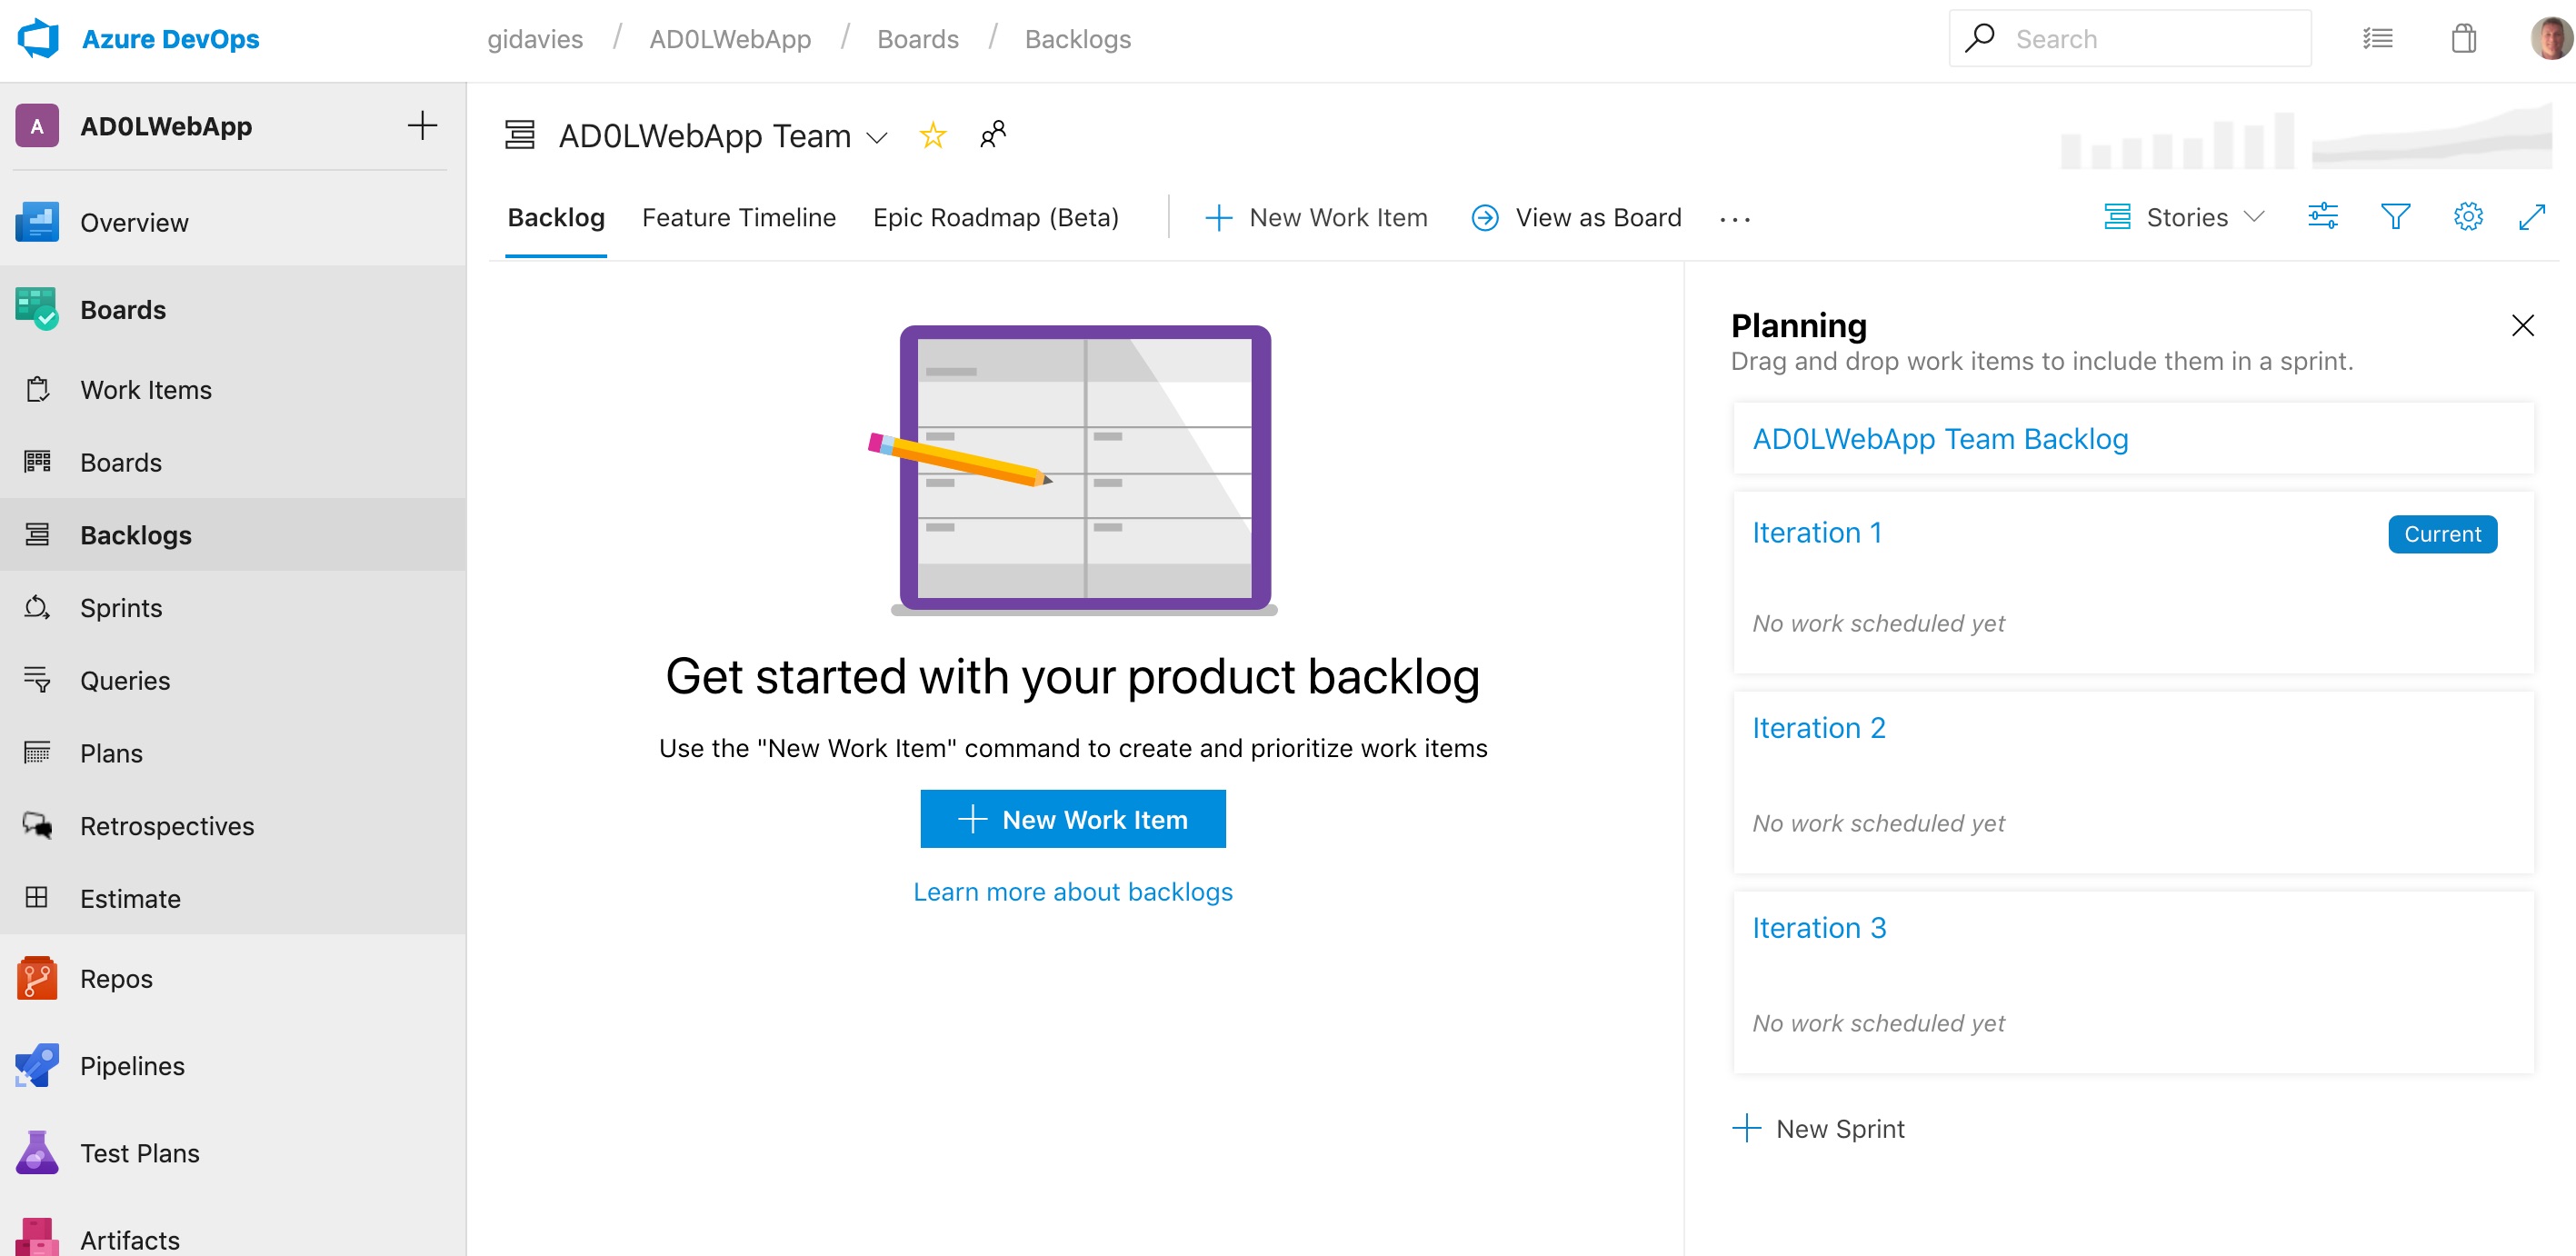 Azure DevOps
gidavies / AD0LWebApp / Boards / Backlogs
Search
A AD0LWebApp
Overview
Boards
Work Items
Boards
Backlogs
Sprints
Queries
Plans
Retrospectives
Estimate
Repos
Pipelines
Test Plans
Artifacts
AD0LWebApp Team
Backlog Feature Timeline Epic Roadmap (Beta) New Work Item View as Board ... Stories
Get started with your product backlog
Use the "New Work Item" command to create and prioritize work items
New Work Item
Learn more about backlogs
Planning
Drag and drop work items to include them in a sprint.
AD0LWebApp Team Backlog
Iteration 1 Current
No work scheduled yet
Iteration 2
No work scheduled yet
Iteration 3
No work scheduled yet
New Sprint